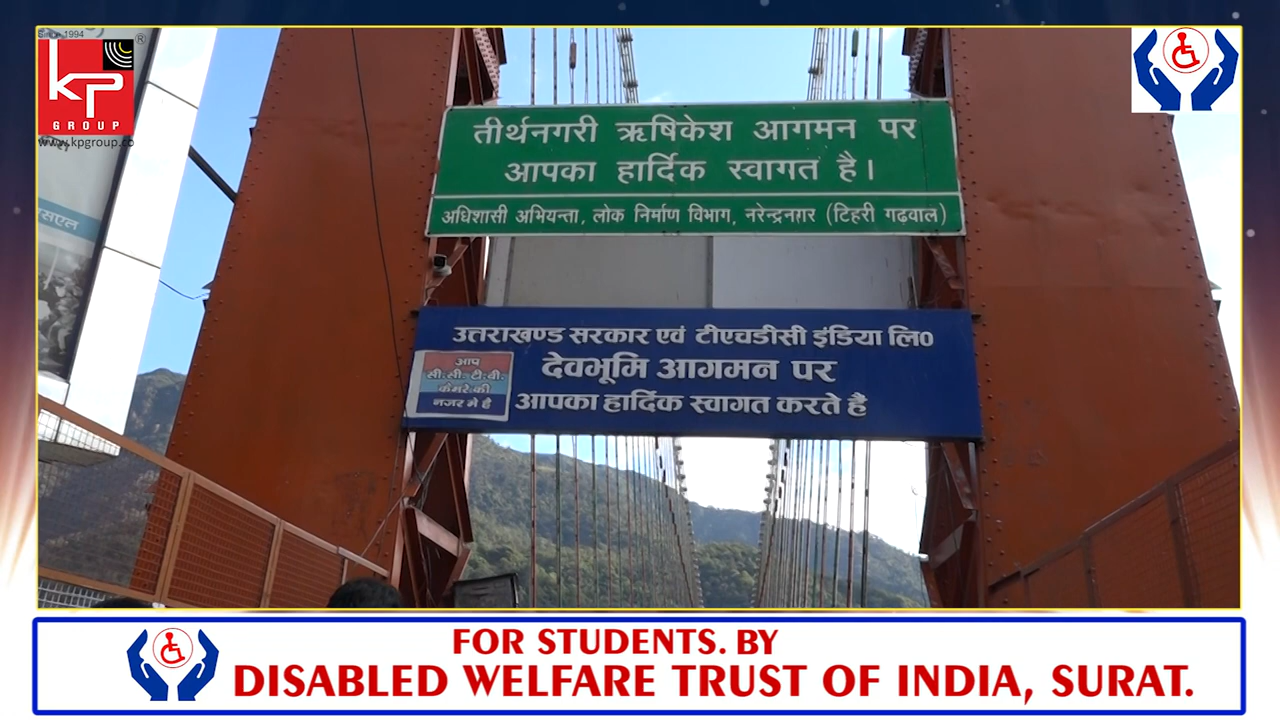 Since 1994
®
kp
GROUP
www.kpgroup.co
सएल
तीर्थनगरी ऋषिकेश आगमन पर
आपका हार्दिक स्वागत है।
अधिशासी अभियन्ता, लोक निर्माण विभाग, नरेन्द्रनगर (टिहरी गढ़वाल)
उत्तराखण्ड सरकार एवं टीएचडीसी इंडिया लि०
देवभूमि आगमन पर
आपका हार्दिक स्वागत करते हैं
आप
सी.सी. टी.वी.
कैमरे की
नजर मे है
FOR STUDENTS. BY
DISABLED WELFARE TRUST OF INDIA, SURAT.